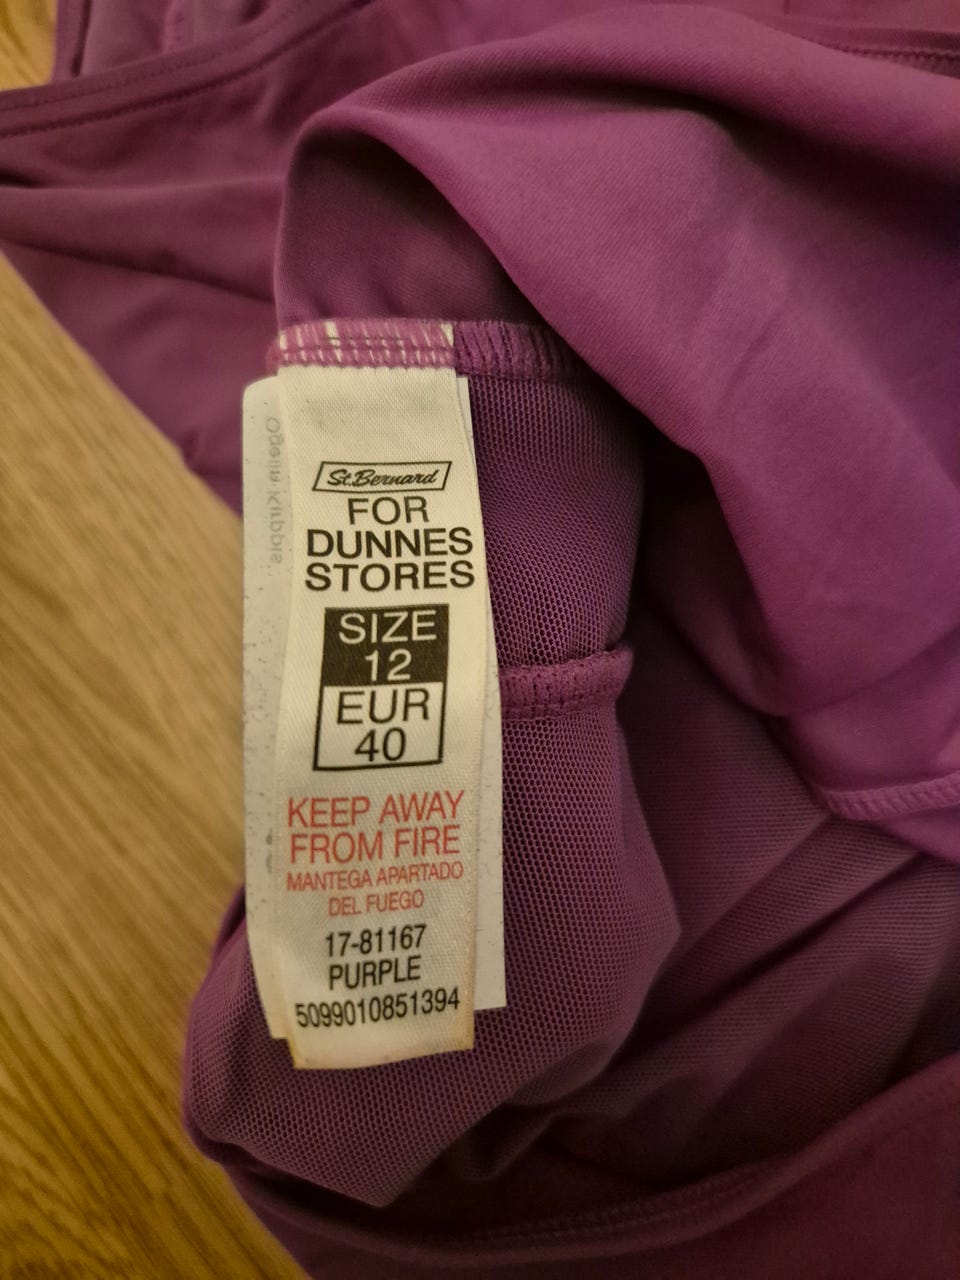 St.Bernard
FOR
DUNNES
STORES
SIZE
12
EUR
40
KEEP AWAY
FROM FIRE
MANTEGA APARTADO
DEL FUEGO
17-81167
PURPLE
5099010851394